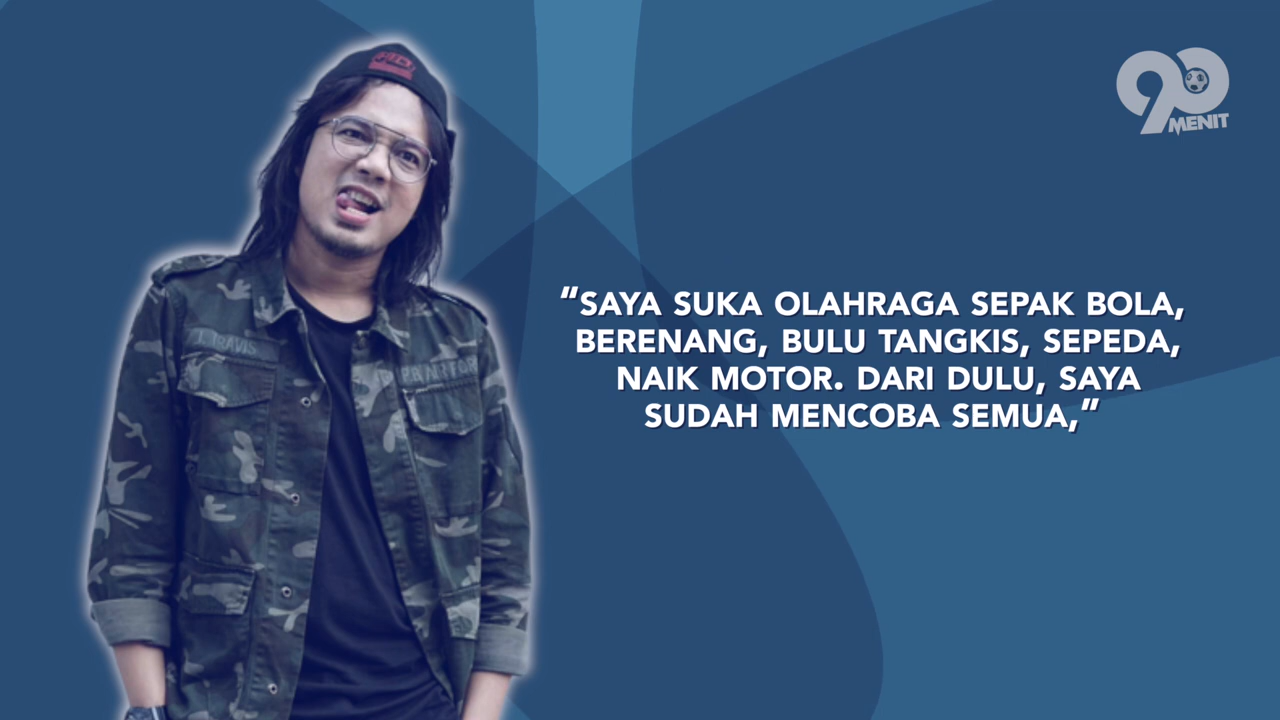 90
MENIT
"SAYA SUKA OLAHRAGA SEPAK BOLA,
BERENANG, BULU TANGKIS, SEPEDA,
NAIK MOTOR. DARI DULU, SAYA
SUDAH MENCOBA SEMUA,"
J. TRAVIS